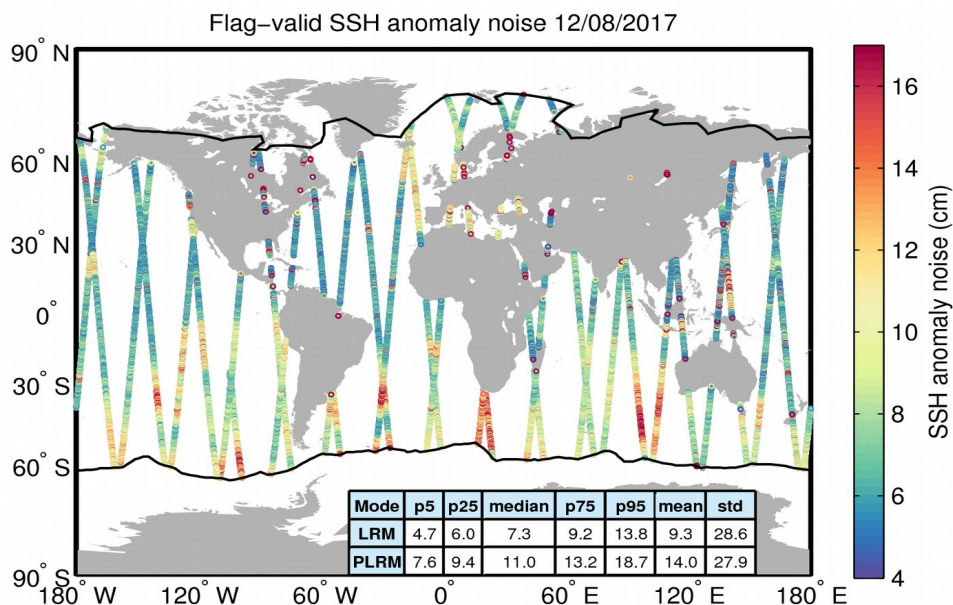 Flag−valid SSH anomaly noise 12/08/2017
90° N
60° N
30° N
0°
30° S
60° S
90° S
180° W
120° W
60° W
0°
60° E
120° E
180° E
Mode p5 p25 median p75 p95 mean std
LRM 4.7 6.0 7.3 9.2 13.8 9.3 28.6
PLRM 7.6 9.4 11.0 13.2 18.7 14.0 27.9
16
14
12
10
8
6
4
SSH anomaly noise (cm)